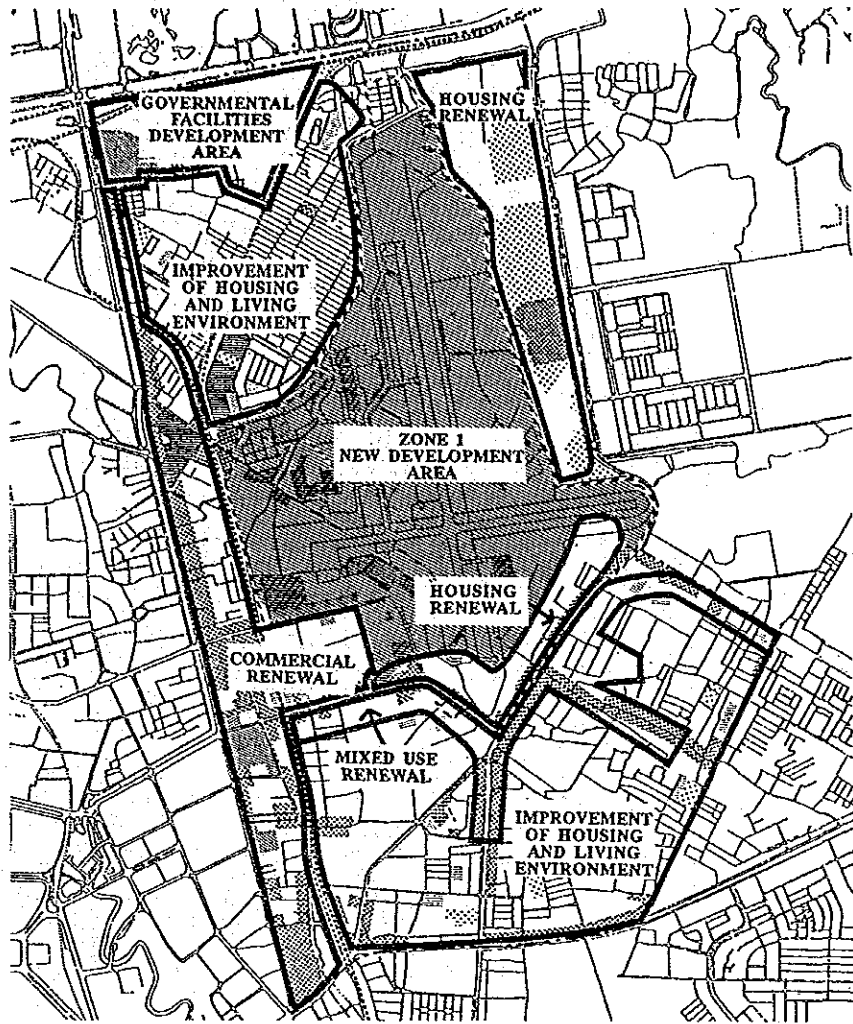 GOVERNMENTAL
FACILITIES
DEVELOPMENT
AREA
HOUSING
RENEWAL
IMPROVEMENT
OF HOUSING
AND LIVING
ENVIRONMENT
ZONE 1
NEW DEVELOPMENT
AREA
HOUSING
RENEWAL
COMMERCIAL
RENEWAL
MIXED USE
RENEWAL
IMPROVEMENT
OF HOUSING
AND LIVING
ENVIRONMENT